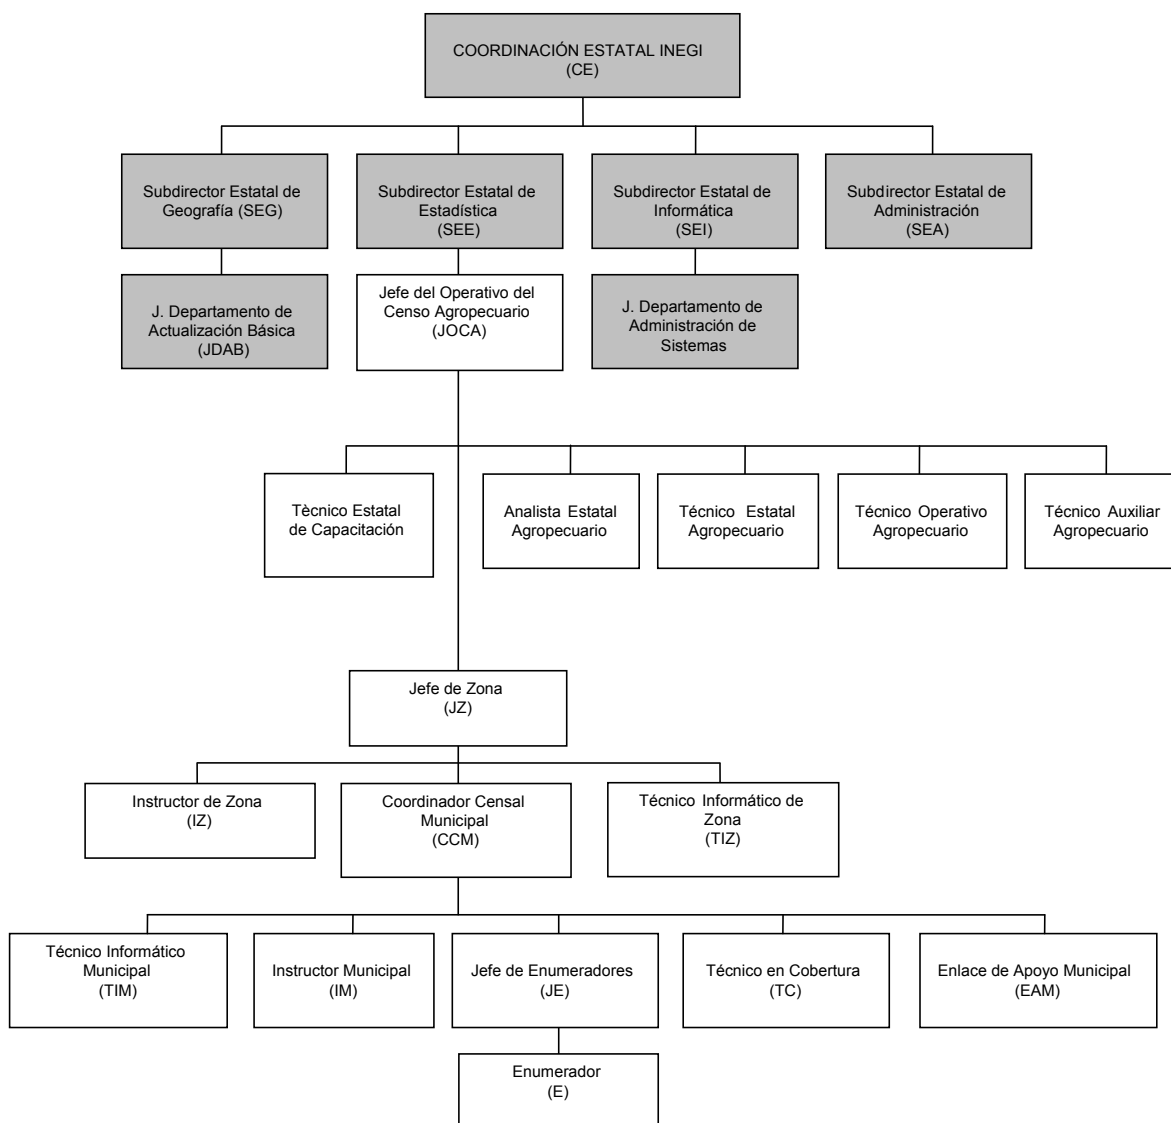 COORDINACIÓN ESTATAL INEGI
(CE)
Subdirector Estatal de
Geografía (SEG)
Subdirector Estatal de
Estadística
(SEE)
Subdirector Estatal de
Informática
(SEI)
Subdirector Estatal de
Administración
(SEA)
J. Departamento de
Actualización Básica
(JDAB)
Jefe del Operativo del
Censo Agropecuario
(JOCA)
J. Departamento de
Administración de
Sistemas
Tècnico Estatal
de Capacitación
Analista Estatal
Agropecuario
Técnico Estatal
Agropecuario
Técnico Operativo
Agropecuario
Técnico Auxiliar
Agropecuario
Jefe de Zona
(JZ)
Instructor de Zona
(IZ)
Coordinador Censal
Municipal
(CCM)
Técnico Informático de
Zona
(TIZ)
Técnico Informático
Municipal
(TIM)
Instructor Municipal
(IM)
Jefe de Enumeradores
(JE)
Técnico en Cobertura
(TC)
Enlace de Apoyo Municipal
(EAM)
Enumerador
(E)